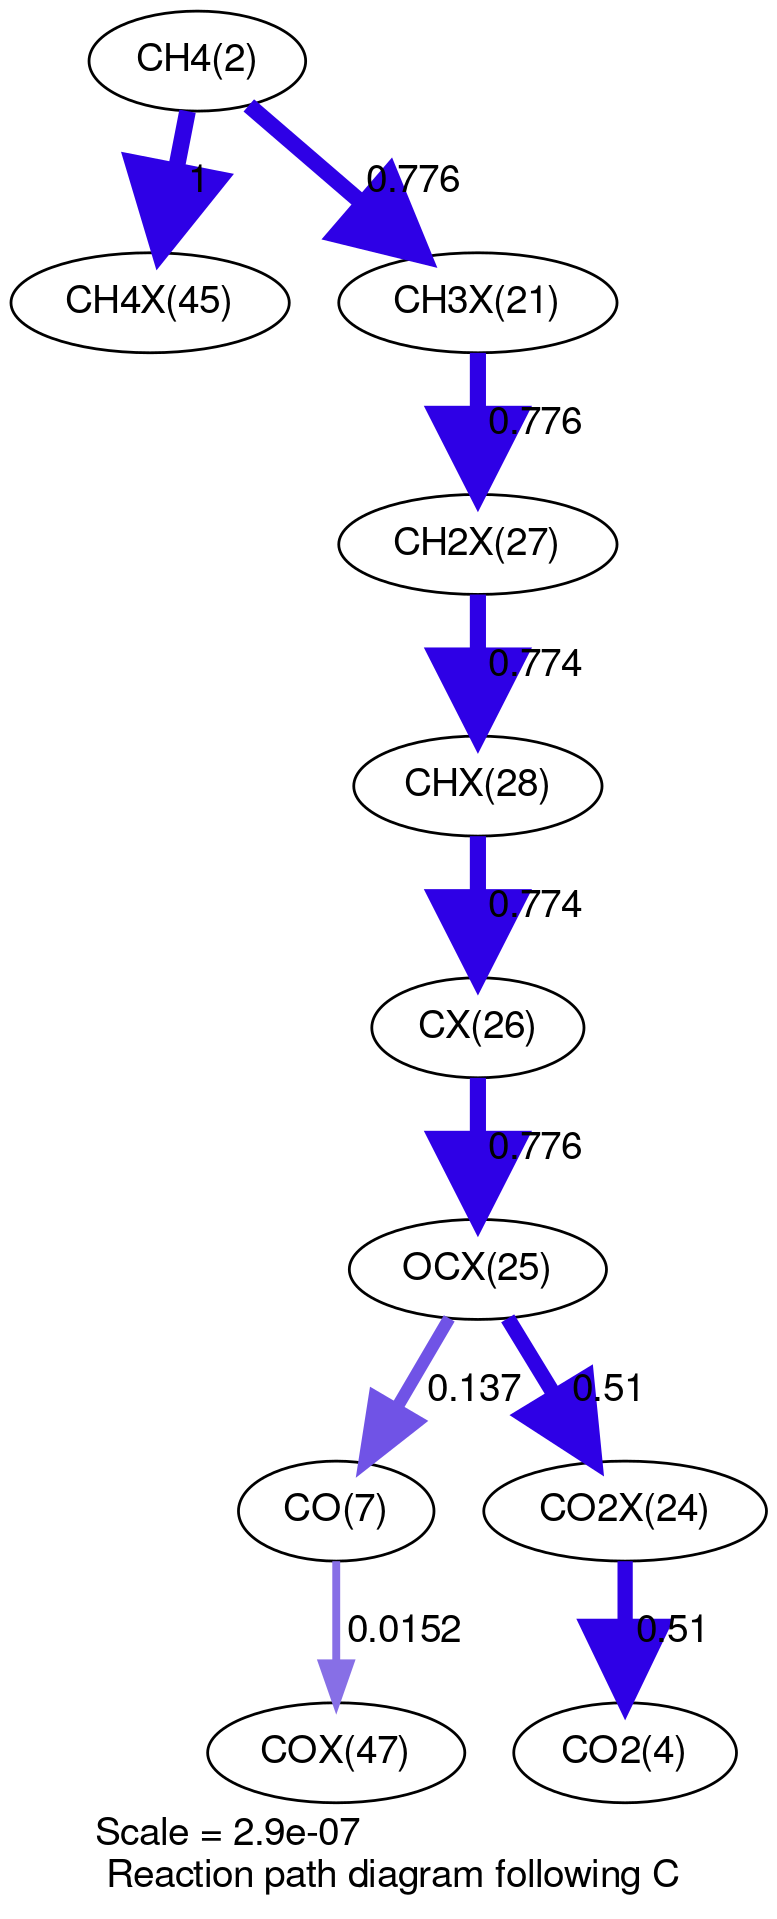 CH4(2)
1
0.776
CH4X(45)
CH3X(21)
0.776
CH2X(27)
0.774
CHX(28)
0.774
CX(26)
0.776
OCX(25)
0.137
0.51
CO(7)
CO2X(24)
0.0152
0.51
COX(47)
CO2(4)
Scale = 2.9e-07
Reaction path diagram following C